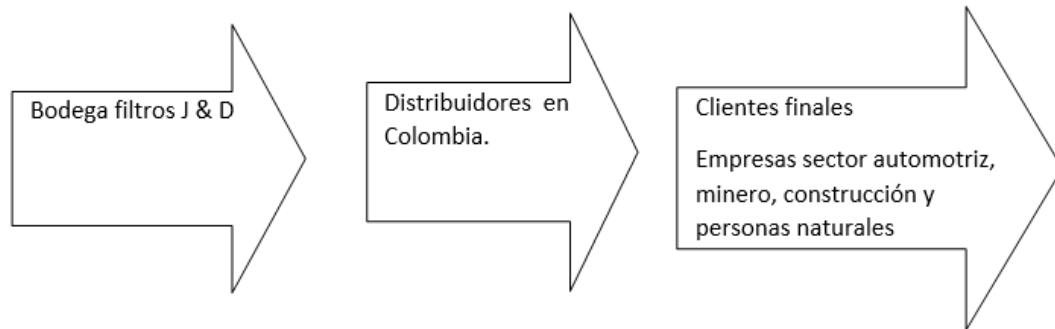 Bodega filtros J & D
Distribuidores en
Colombia.
Clientes finales
Empresas sector automotriz,
minero, construcción y
personas naturales